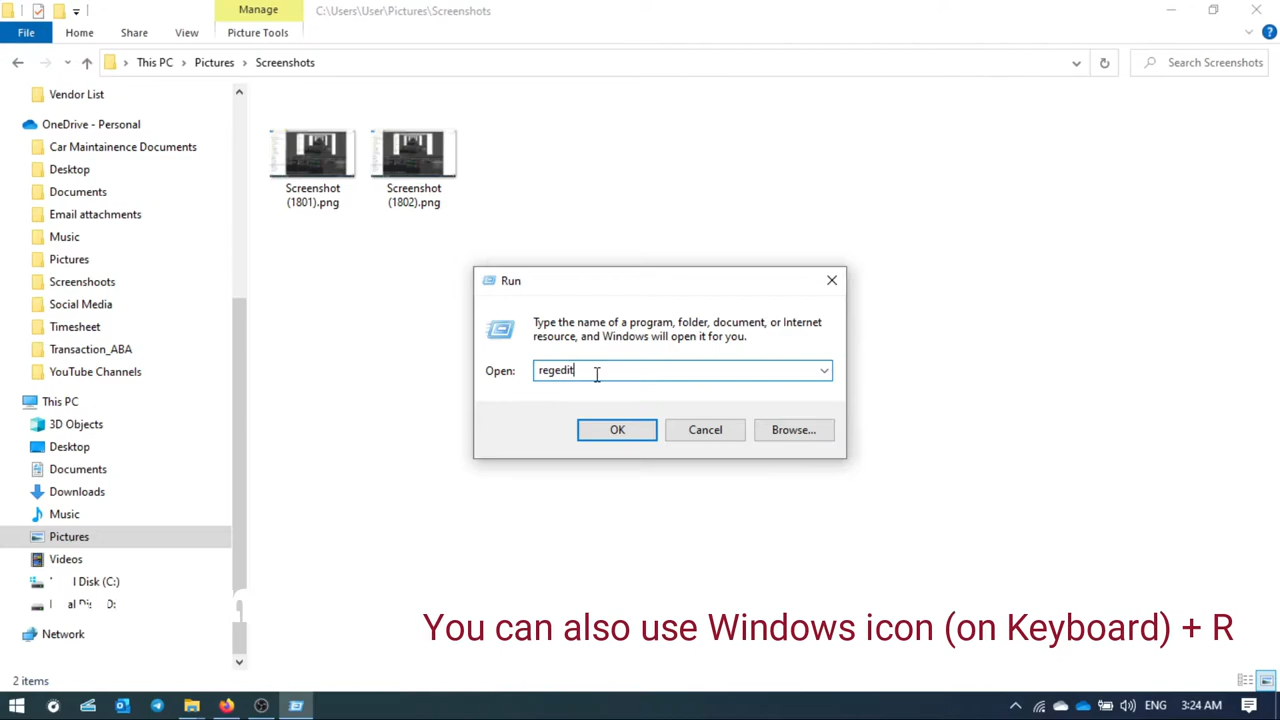 Manage
C:\Users\User\Pictures\Screenshots
File
Home
Share
View
Picture Tools
This PC
Pictures
Screenshots
Search Screenshots
Vendor List
OneDrive - Personal
Car Maintainence Documents
Desktop
Documents
Email attachments
Music
Pictures
Screenshoots
Social Media
Timesheet
Transaction_ABA
YouTube Channels
This PC
3D Objects
Desktop
Documents
Downloads
Music
Pictures
Videos
Disk (C:)
Network
Screenshot
(1801).png
Screenshot
(1802).png
Run
Type the name of a program, folder, document, or Internet
resource, and Windows will open it for you.
Open:
regedit
OK
Cancel
Browse...
You can also use Windows icon (on Keyboard) + R
2 items
ENG
3:24 AM